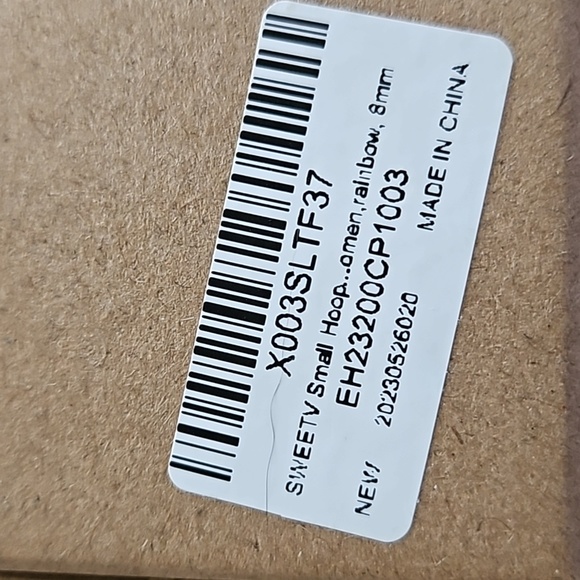 X003SLTF37
SWEETV Small Hoop...omen,rainbow, 8mm
EH23200CP1003
NEW 20230526020 MADE IN CHINA